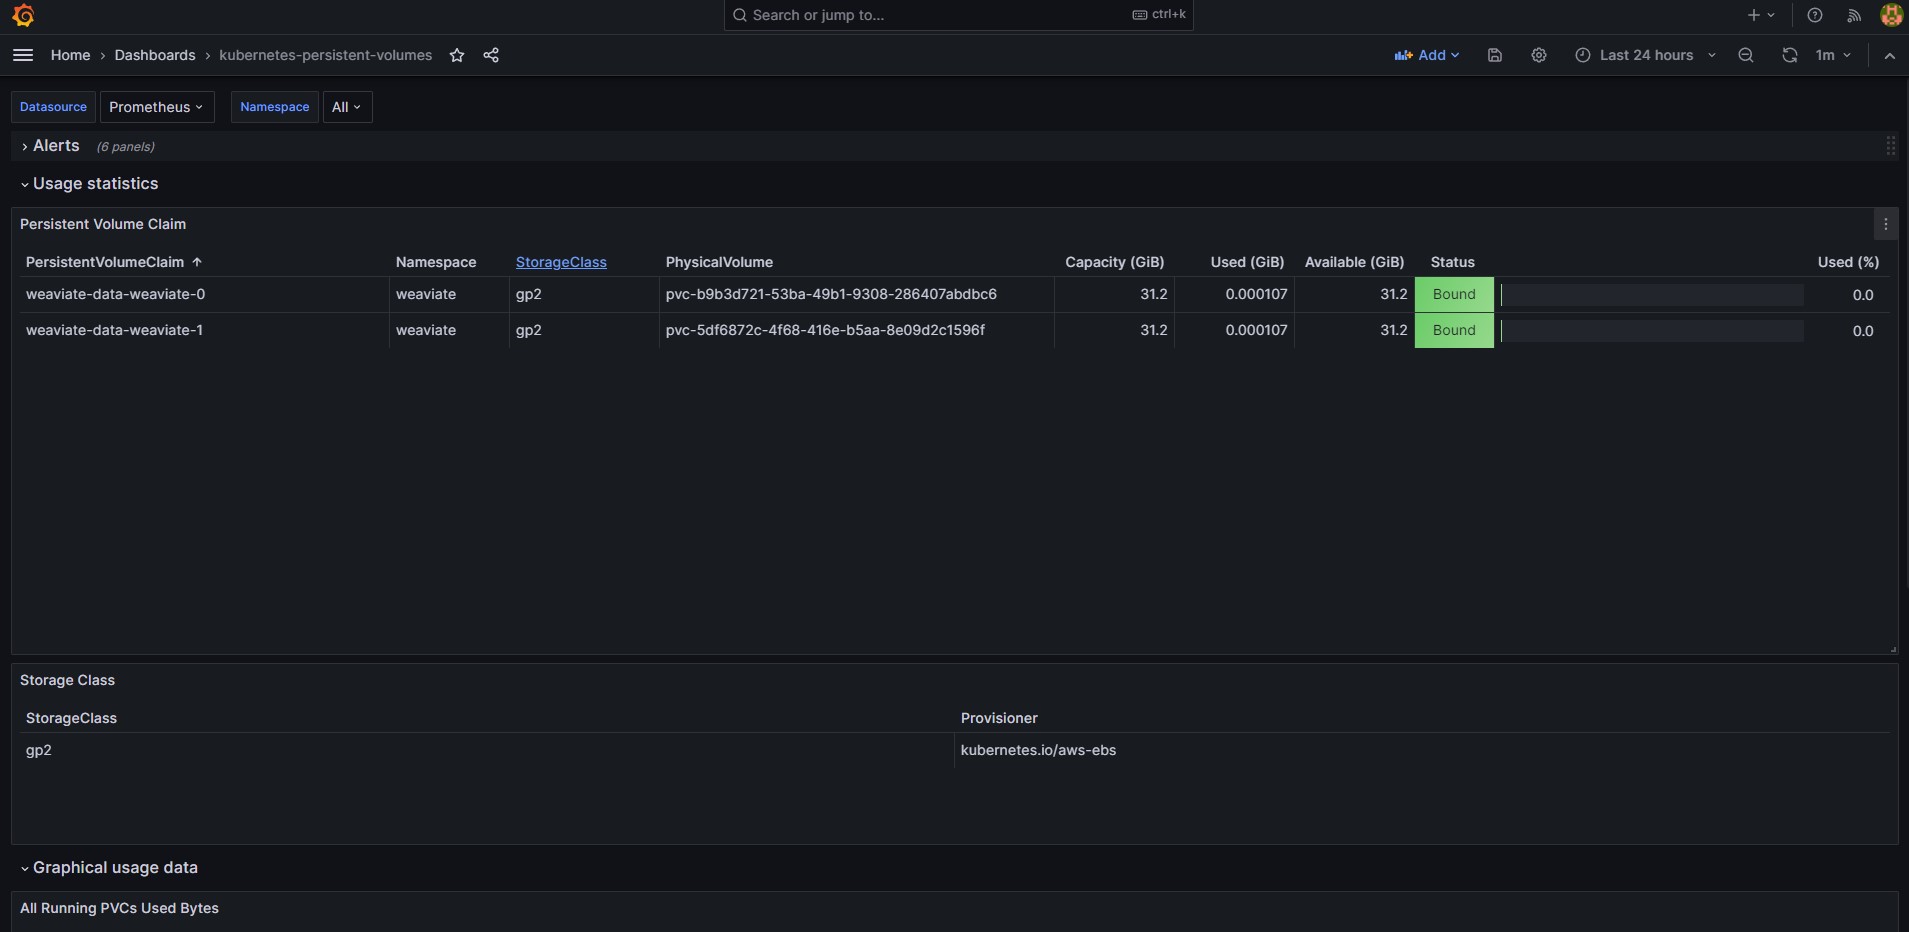 Search or jump to... ctrl+k
Home › Dashboards › kubernetes-persistent-volumes Add Last 24 hours 1m
Datasource Prometheus Namespace All
Alerts (6 panels)
Usage statistics
Persistent Volume Claim
PersistentVolumeClaim Namespace StorageClass PhysicalVolume Capacity (GiB) Used (GiB) Available (GiB) Status Used (%)
weaviate-data-weaviate-0 weaviate gp2 pvc-b9b3d721-53ba-49b1-9308-286407abdbc6 31.2 0.000107 31.2 Bound 0.0
weaviate-data-weaviate-1 weaviate gp2 pvc-5df6872c-4f68-416e-b5aa-8e09d2c1596f 31.2 0.000107 31.2 Bound 0.0
Storage Class
StorageClass Provisioner
gp2 kubernetes.io/aws-ebs
Graphical usage data
All Running PVCs Used Bytes